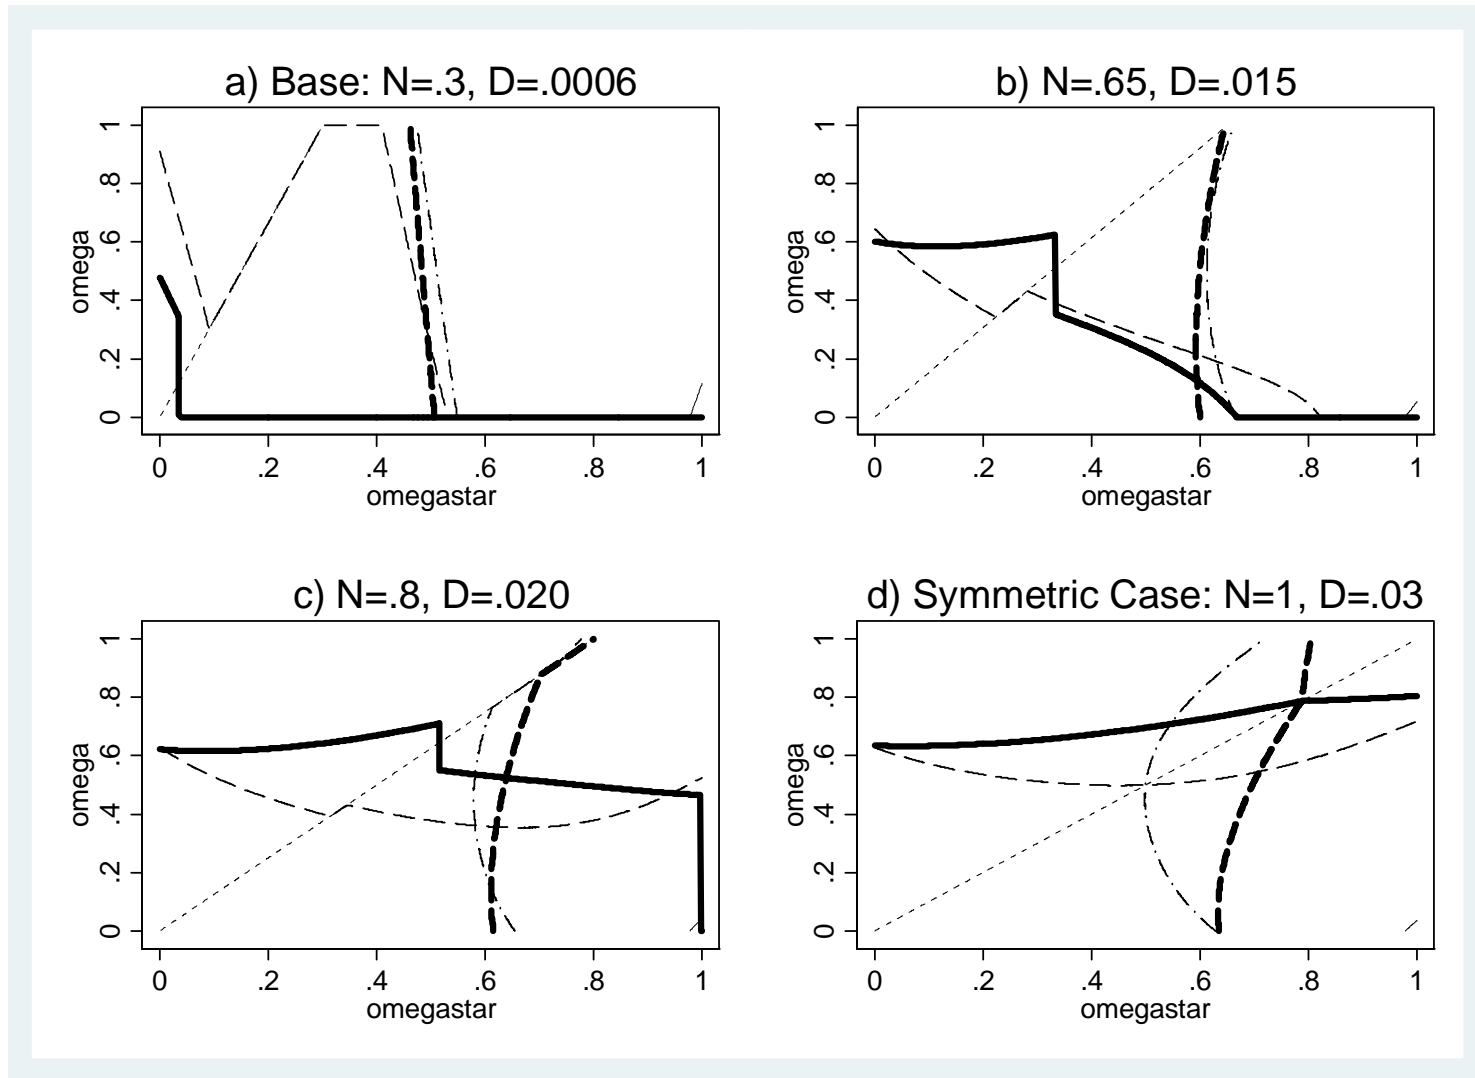 a) Base: N=.3, D=.0006
omega
0 .2 .4 .6 .8 1
0 .2 .4 .6 .8 1
omegastar
b) N=.65, D=.015
omega
0 .2 .4 .6 .8 1
0 .2 .4 .6 .8 1
omegastar
c) N=.8, D=.020
omega
0 .2 .4 .6 .8 1
0 .2 .4 .6 .8 1
omegastar
d) Symmetric Case: N=1, D=.03
omega
0 .2 .4 .6 .8 1
0 .2 .4 .6 .8 1
omegastar